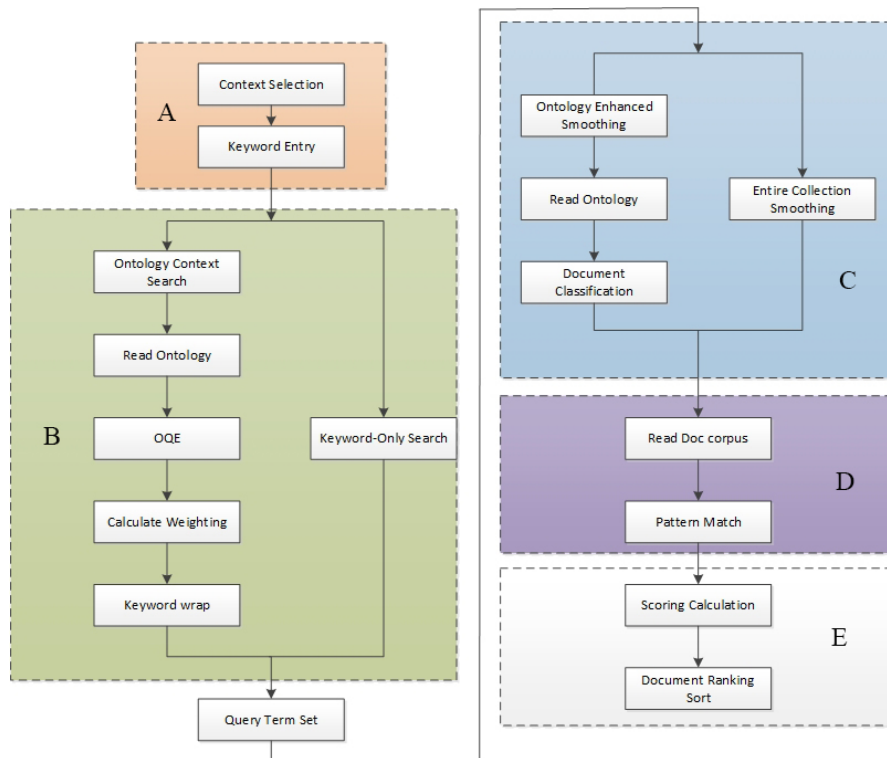 Context Selection
A
Keyword Entry
Ontology Context
Search
Read Ontology
B
OQE
Keyword-Only Search
Calculate Weighting
Keyword wrap
Query Term Set
Ontology Enhanced
Smoothing
Read Ontology
Entire Collection
Smoothing
Document
Classification
C
Read Doc corpus
D
Pattern Match
Scoring Calculation
E
Document Ranking
Sort